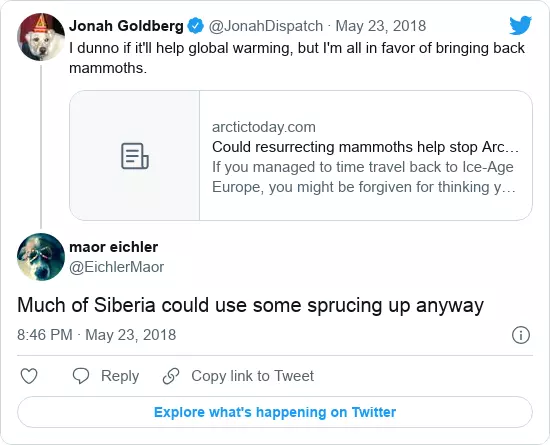 Jonah Goldberg @JonahDispatch · May 23, 2018
I dunno if it'll help global warming, but I'm all in favor of bringing back
mammoths.
arctictoday.com
Could resurrecting mammoths help stop Arc...
If you managed to time travel back to Ice-Age
Europe, you might be forgiven for thinking y...
maor eichler
@EichlerMaor
Much of Siberia could use some sprucing up anyway
8:46 PM · May 23, 2018
Reply Copy link to Tweet
Explore what's happening on Twitter